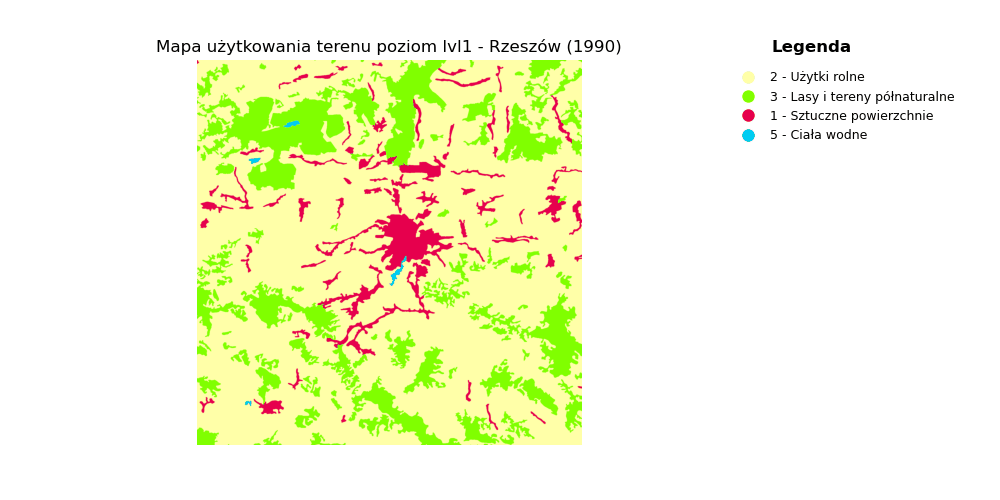 Mapa użytkowania terenu poziom lvl1 - Rzeszów (1990)
Legenda
2 - Użytki rolne
3 - Lasy i tereny półnaturalne
1 - Sztuczne powierzchnie
5 - Ciała wodne